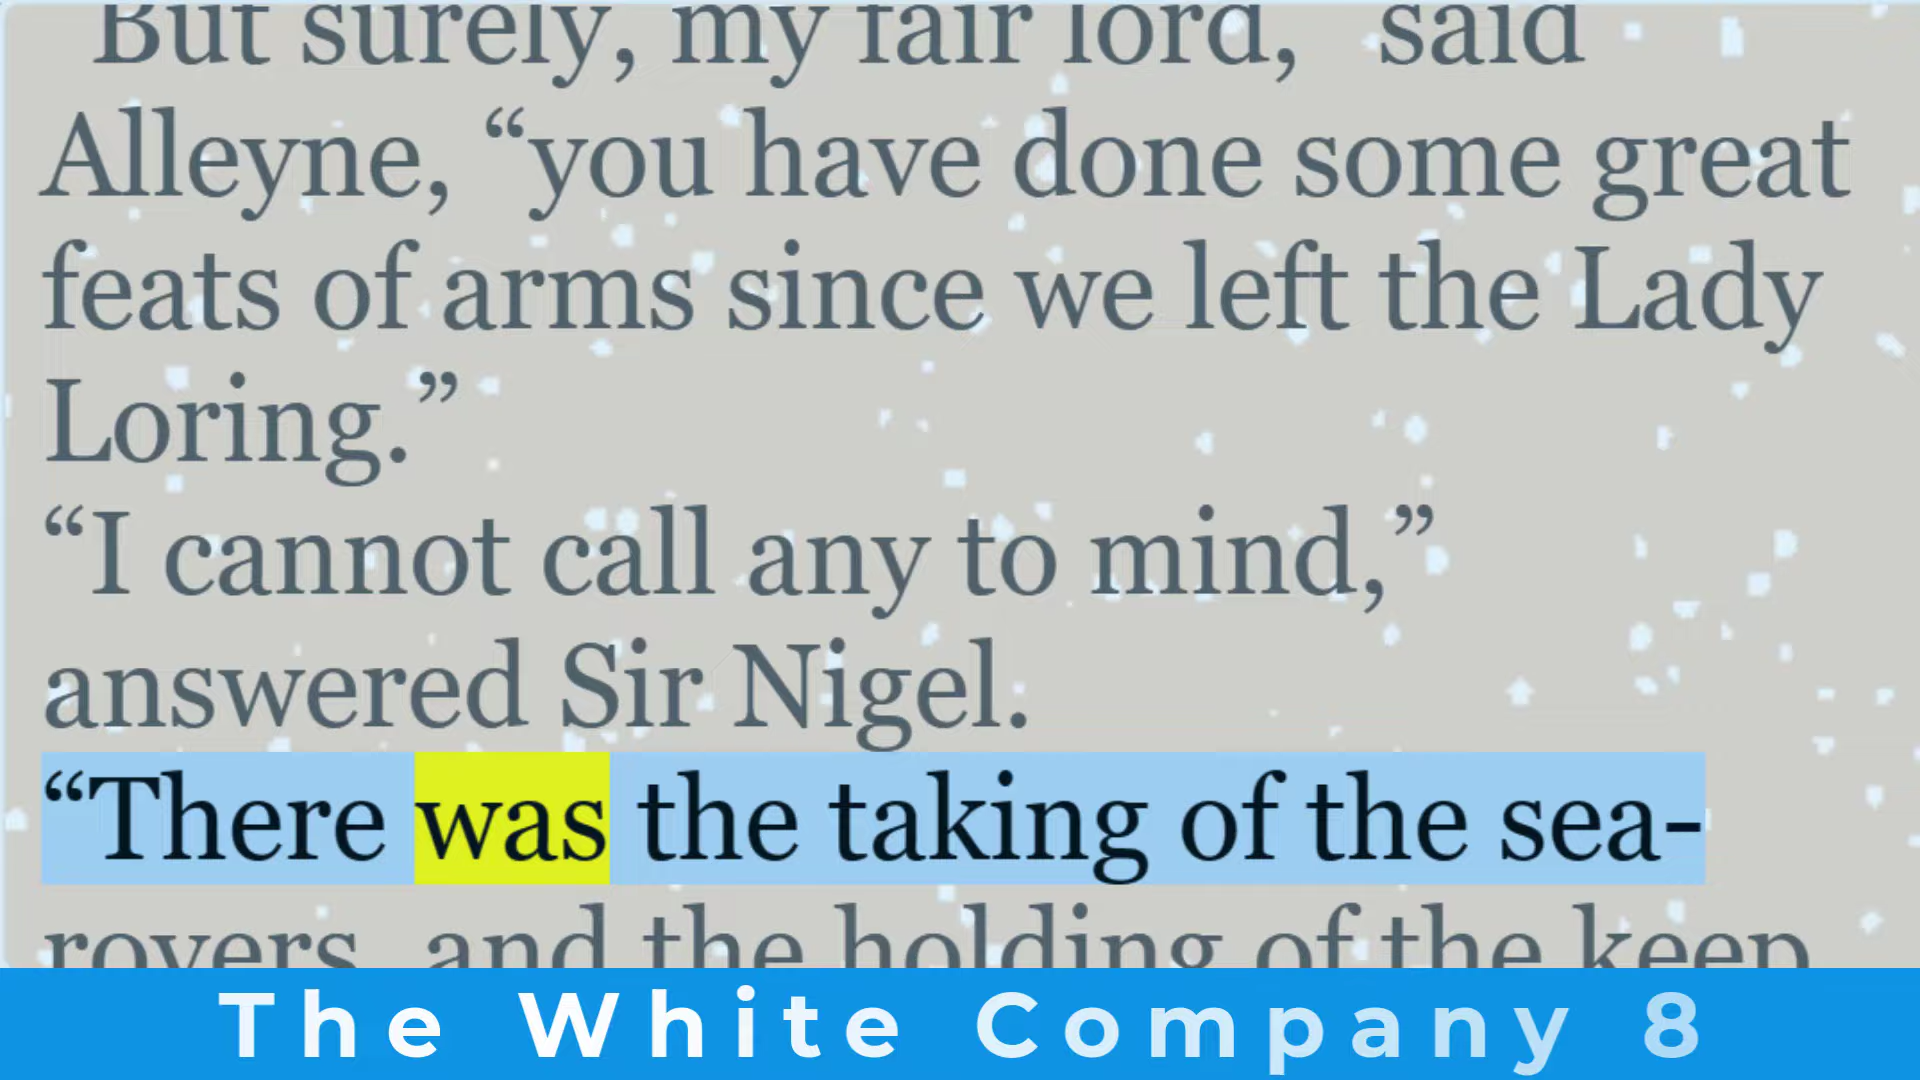 But surely, my fair lord,” said
Alleyne, “you have done some great
feats of arms since we left the Lady
Loring.”
“I cannot call any to mind,”
answered Sir Nigel.
“There was the taking of the sea-
rovers, and the holding of the keep
The White Company 8